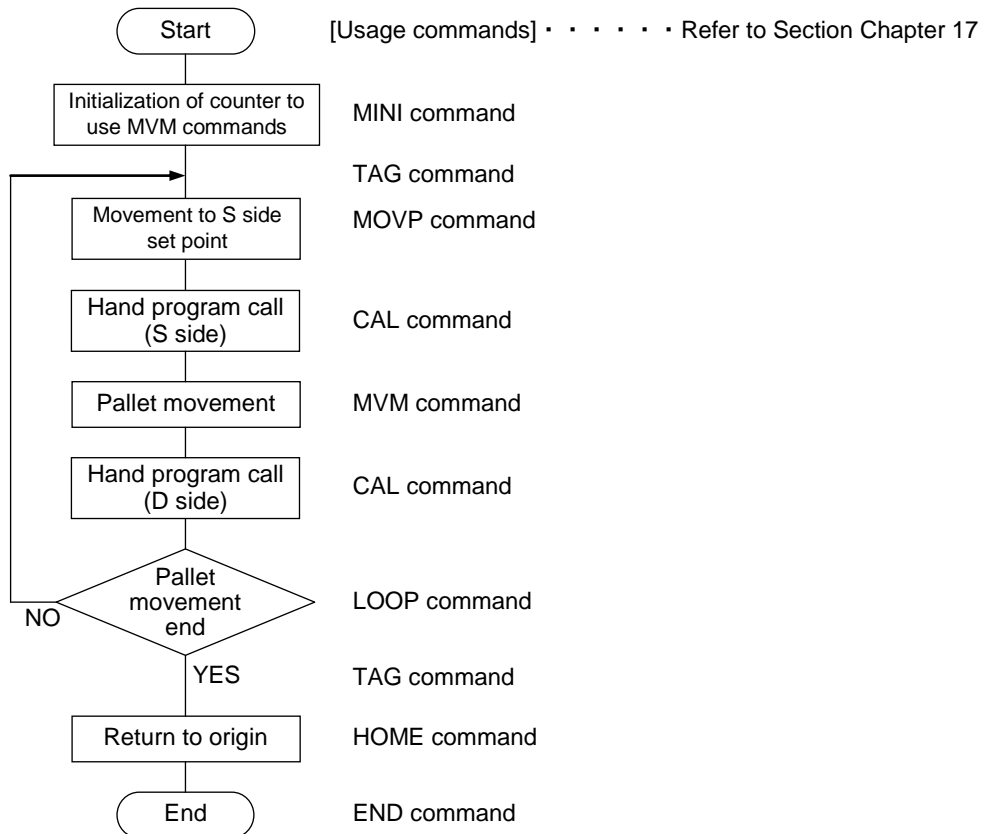 Start
[Usage commands] ・ ・ ・ ・ ・ ・ Refer to Section Chapter 17
Initialization of counter to
use MVM commands
MINI command
TAG command
Movement to S side
set point
MOVP command
Hand program call
(S side)
CAL command
Pallet movement
MVM command
Hand program call
(D side)
CAL command
Pallet
movement
end
LOOP command
NO
YES
TAG command
Return to origin
HOME command
End
END command